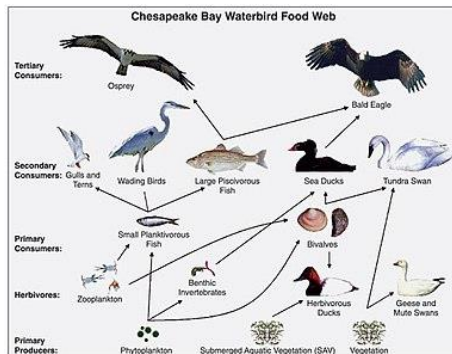 Chesapeake Bay Waterbird Food Web
Tertiary
Consumers:
Osprey
Bald Eagle
Secondary
Consumers:
Gulls and
Terns
Wading Birds
Large Piscivorous
Fish
Sea Ducks
Tundra Swan
Primary
Consumers:
Small Planktivorous
Fish
Bivalves
Herbivores:
Zooplankton
Benthic
Invertebrates
Herbivorous
Ducks
Geese and
Mute Swans
Primary
Producers:
Phytoplankton
Submerged Aquatic Vegetation (SAV)
Vegetation